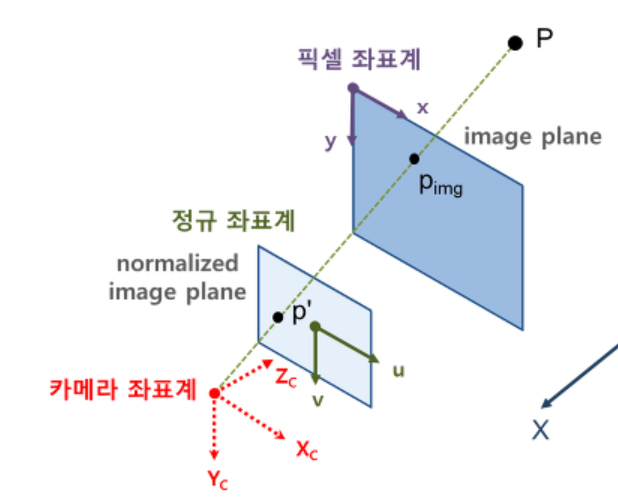 P
픽셀 좌표계
x
image plane
y
p_img
정규 좌표계
normalized
image plane
p'
u
v
Z_C
카메라 좌표계
X_C
X
Y_C